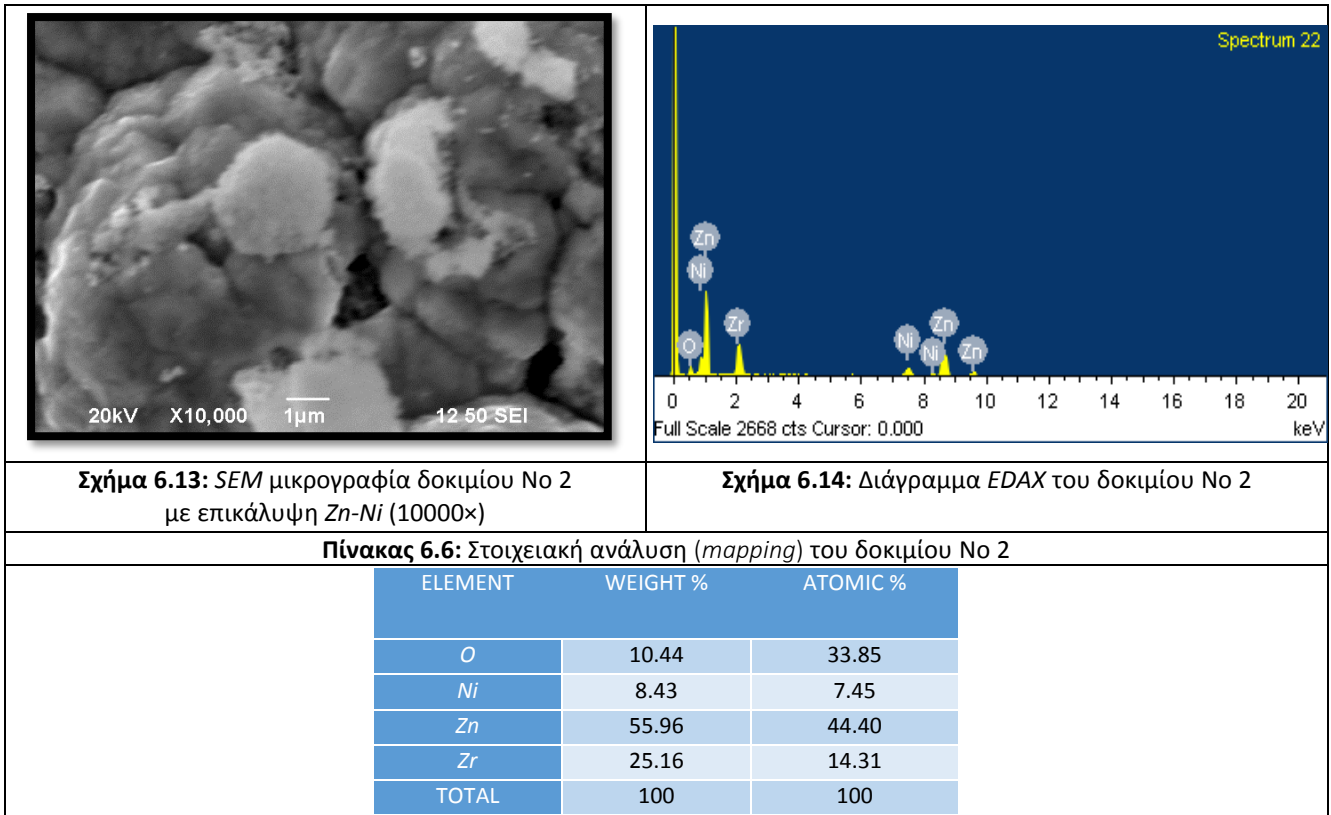 20kV X10,000 1μm 12 50 SEI
Spectrum 22
Zn
Ni
O
Zr
Ni
Ni
Zn
Zn
0 2 4 6 8 10 12 14 16 18 20
Full Scale 2668 cts Cursor: 0.000 keV
Σχήμα 6.13: SEM μικρογραφία δοκιμίου No 2
με επικάλυψη Zn-Ni (10000×)
Σχήμα 6.14: Διάγραμμα EDAX του δοκιμίου No 2
Πίνακας 6.6: Στοιχειακή ανάλυση (mapping) του δοκιμίου No 2
ELEMENT WEIGHT % ATOMIC %
O 10.44 33.85
Ni 8.43 7.45
Zn 55.96 44.40
Zr 25.16 14.31
TOTAL 100 100